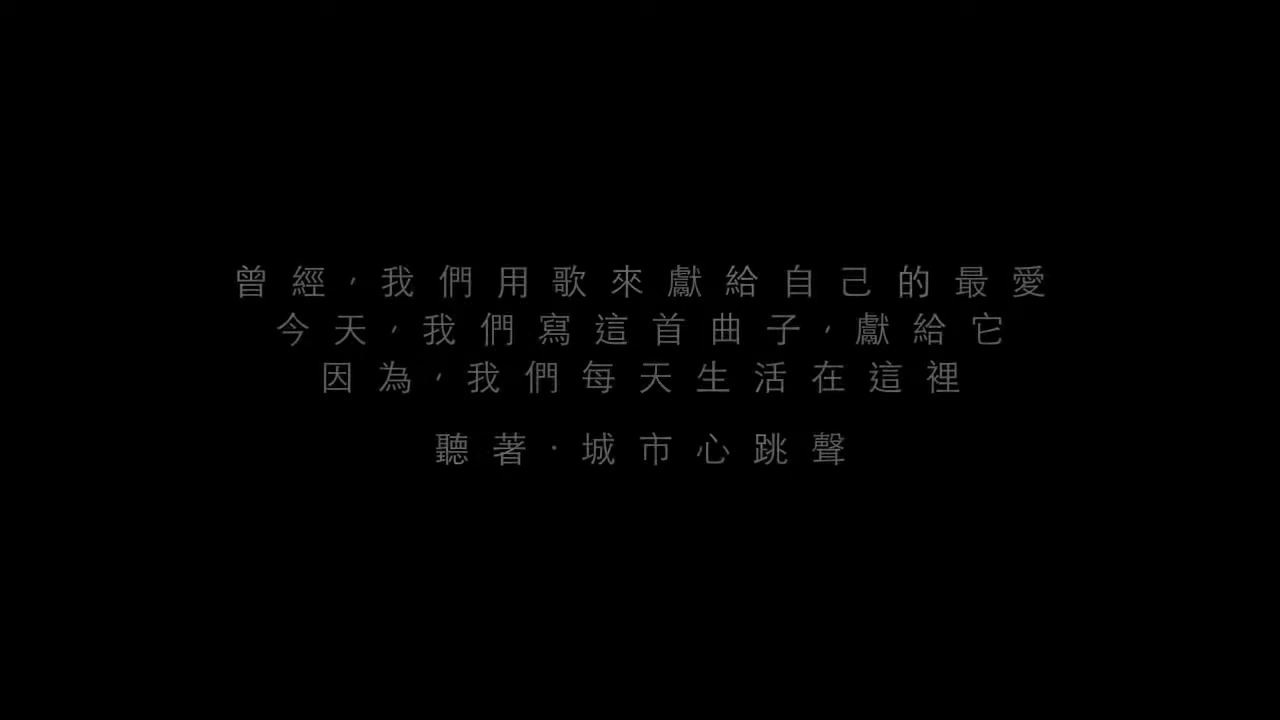 曾經，我們用歌來獻給自己的最愛
今天，我們寫這首曲子，獻給它
因為，我們每天生活在這裡
聽著·城市心跳聲